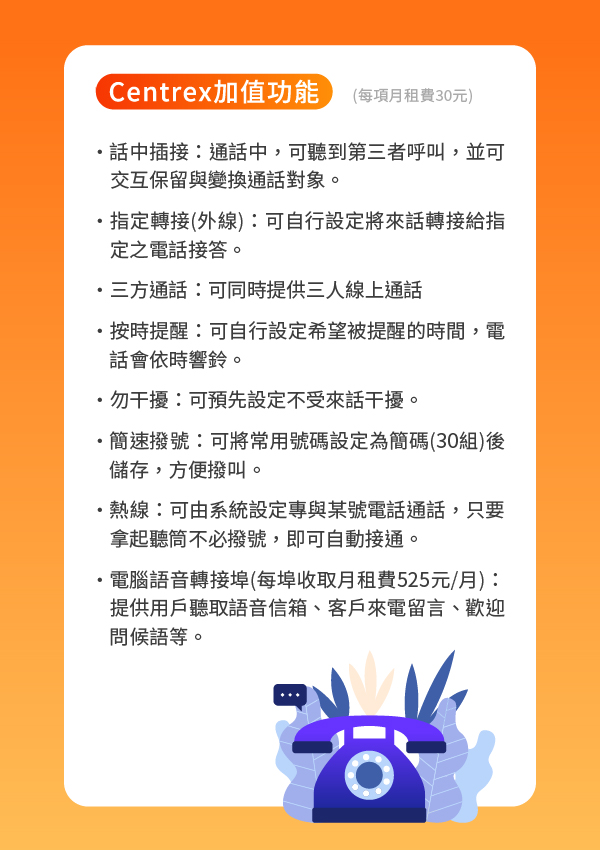 Centrex加值功能 (每項月租費30元)
・話中插接：通話中，可聽到第三者呼叫，並可
交互保留與變換通話對象。
・指定轉接(外線)：可自行設定將來話轉接給指
定之電話接答。
・三方通話：可同時提供三人線上通話
・按時提醒：可自行設定希望被提醒的時間，電
話會依時響鈴。
・勿干擾：可預先設定不受來話干擾。
・簡速撥號：可將常用號碼設定為簡碼(30組)後
儲存，方便撥叫。
・熱線：可由系統設定專與某號電話通話，只要
拿起聽筒不必撥號，即可自動接通。
・電腦語音轉接埠(每埠收取月租費525元/月)：
提供用戶聽取語音信箱、客戶來電留言、歡迎
問候語等。